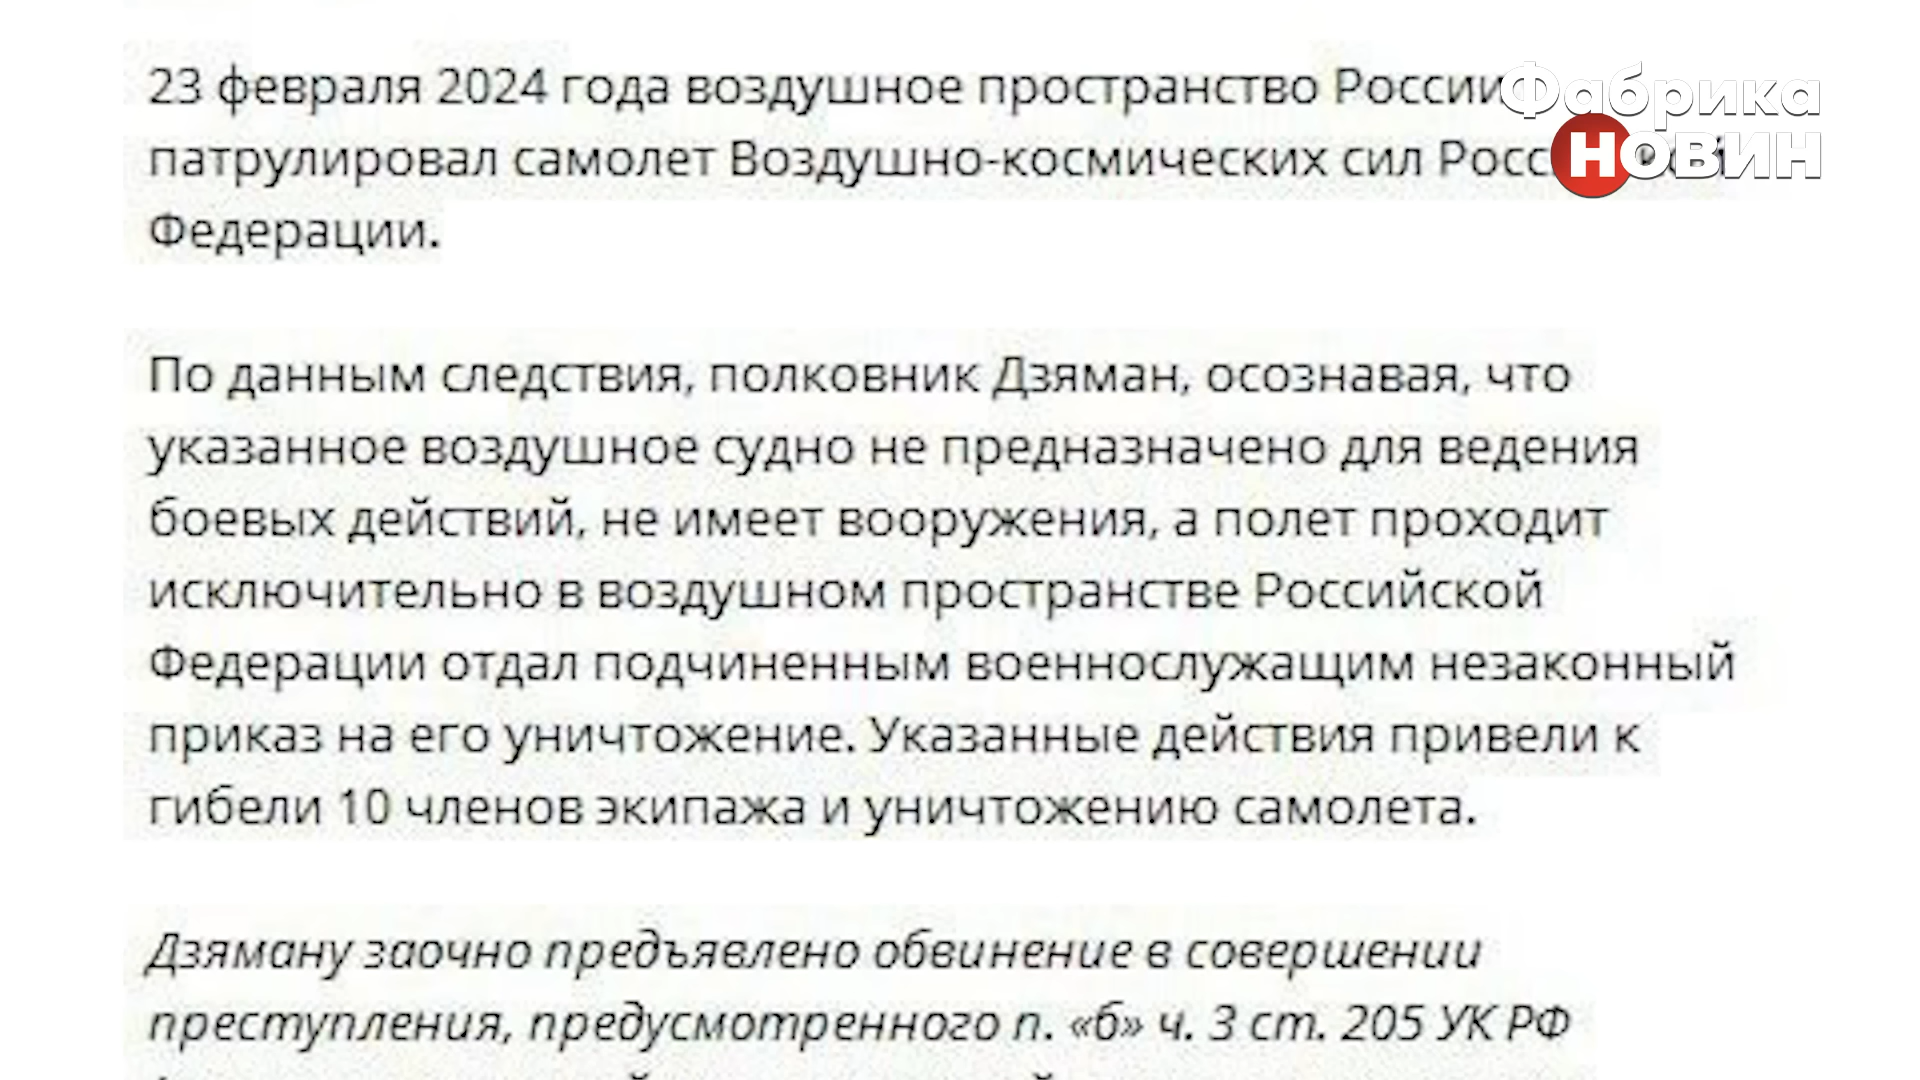 23 февраля 2024 года воздушное пространство России
патрулировал самолет Воздушно-космических сил
Федерации.
Фабрика
новин
По данным следствия, полковник Дзяман, осознавая, что
указанное воздушное судно не предназначено для ведения
боевых действий, не имеет вооружения, а полет проходит
исключительно в воздушном пространстве Российской
Федерации отдал подчиненным военнослужащим незаконный
приказ на его уничтожение. Указанные действия привели к
гибели 10 членов экипажа и уничтожению самолета.
Дзяману заочно предъявлено обвинение в совершении
преступления, предусмотренного п. «б» ч. 3 ст. 205 УК РФ